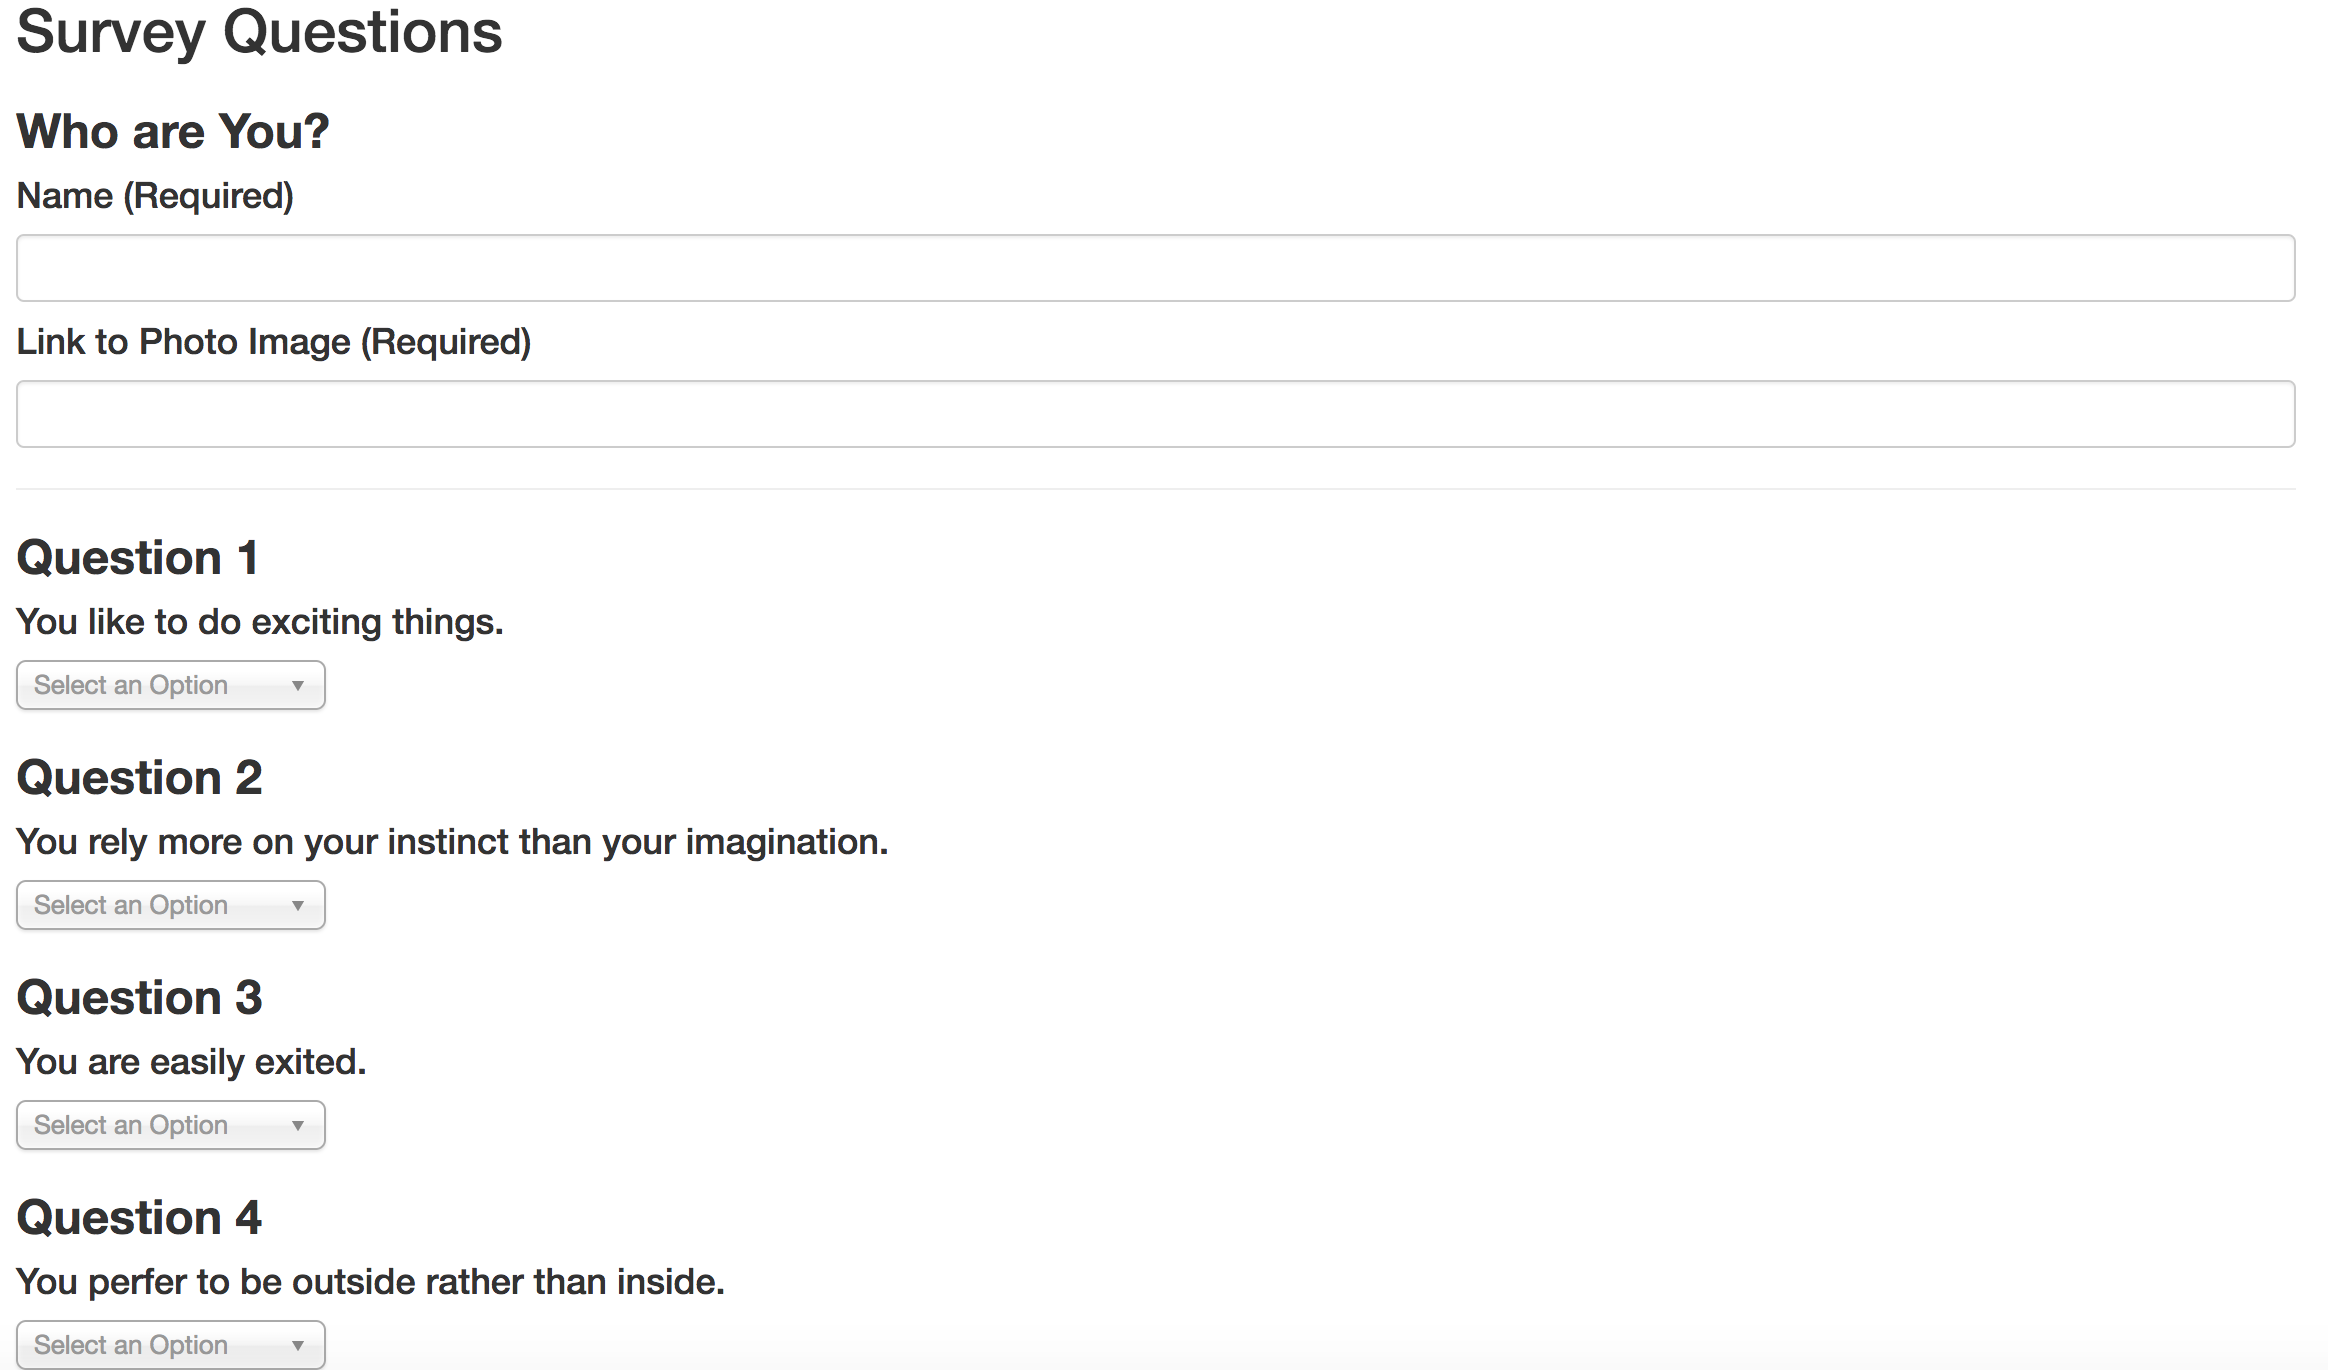 Survey Questions
Who are You?
Name (Required)
Link to Photo Image (Required)
Question 1
You like to do exciting things.
Select an Option
Question 2
You rely more on your instinct than your imagination.
Select an Option
Question 3
You are easily exited.
Select an Option
Question 4
You perfer to be outside rather than inside.
Select an Option